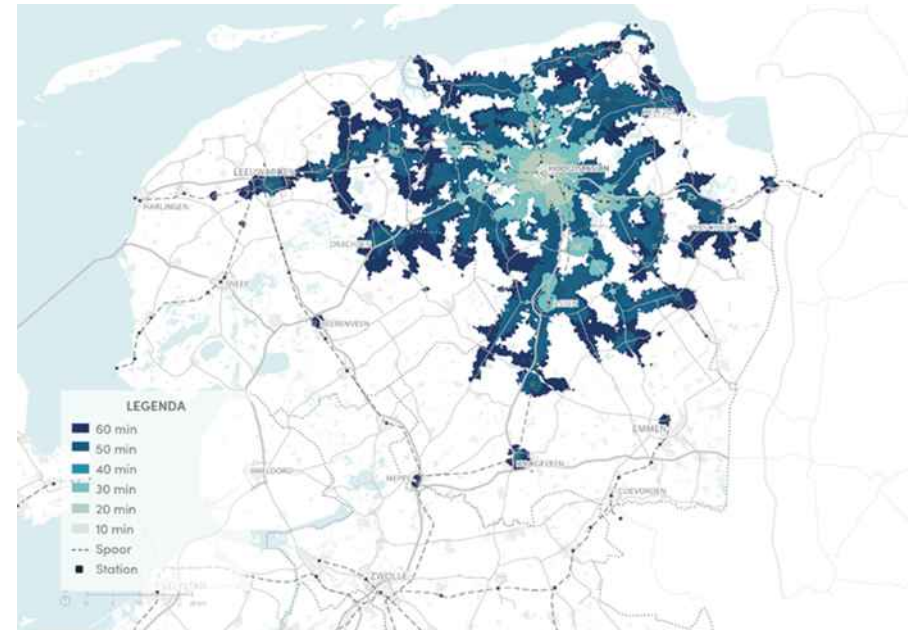 LEEUWARDEN
HARLINGEN
DRACHTEN
SNEEK
HEERENVEEN
ASSEN
EMMEN
HOOGEVEEN
MEPPEL
COEVORDEN
ZWOLLE
LEGENDA
60 min
50 min
40 min
30 min
20 min
10 min
Spoor
Station